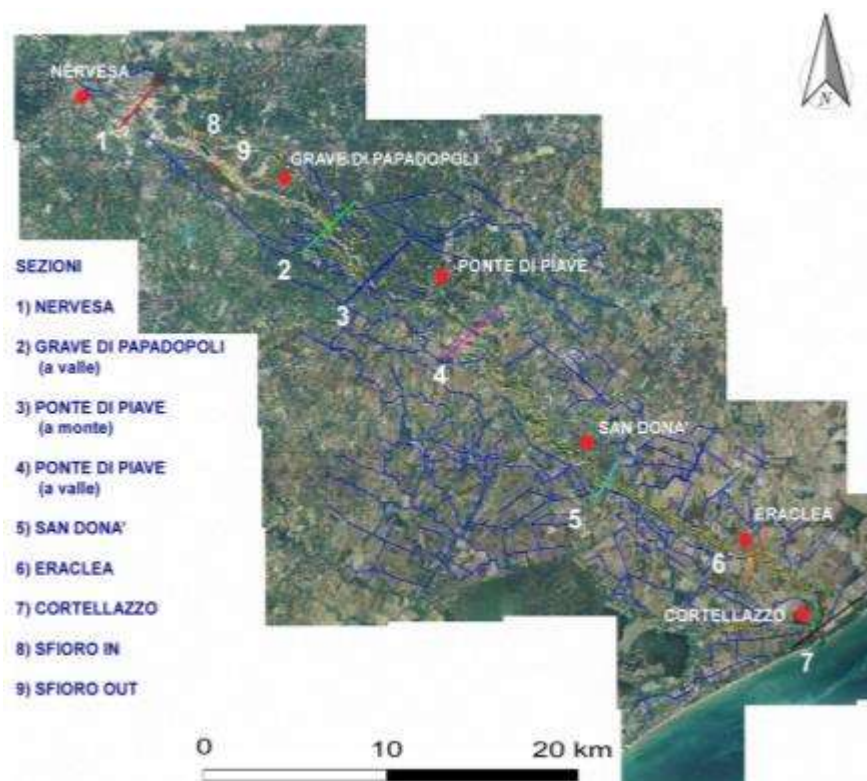 NERVESA
8
1
9
GRAVE DI PAPADOPOLI
2
PONTE DI PIAVE
SEZIONI
1) NERVESA
3
2) GRAVE DI PAPADOPOLI
(a valle)
4
3) PONTE DI PIAVE
(a monte)
4) PONTE DI PIAVE
(a valle)
SAN DONA'
5) SAN DONA'
5
ERACLEA
6
6) ERACLEA
7) CORTELLAZZO
CORTELLAZZO
7
8) SFIORO IN
9) SFIORO OUT
0 10 20 km
N